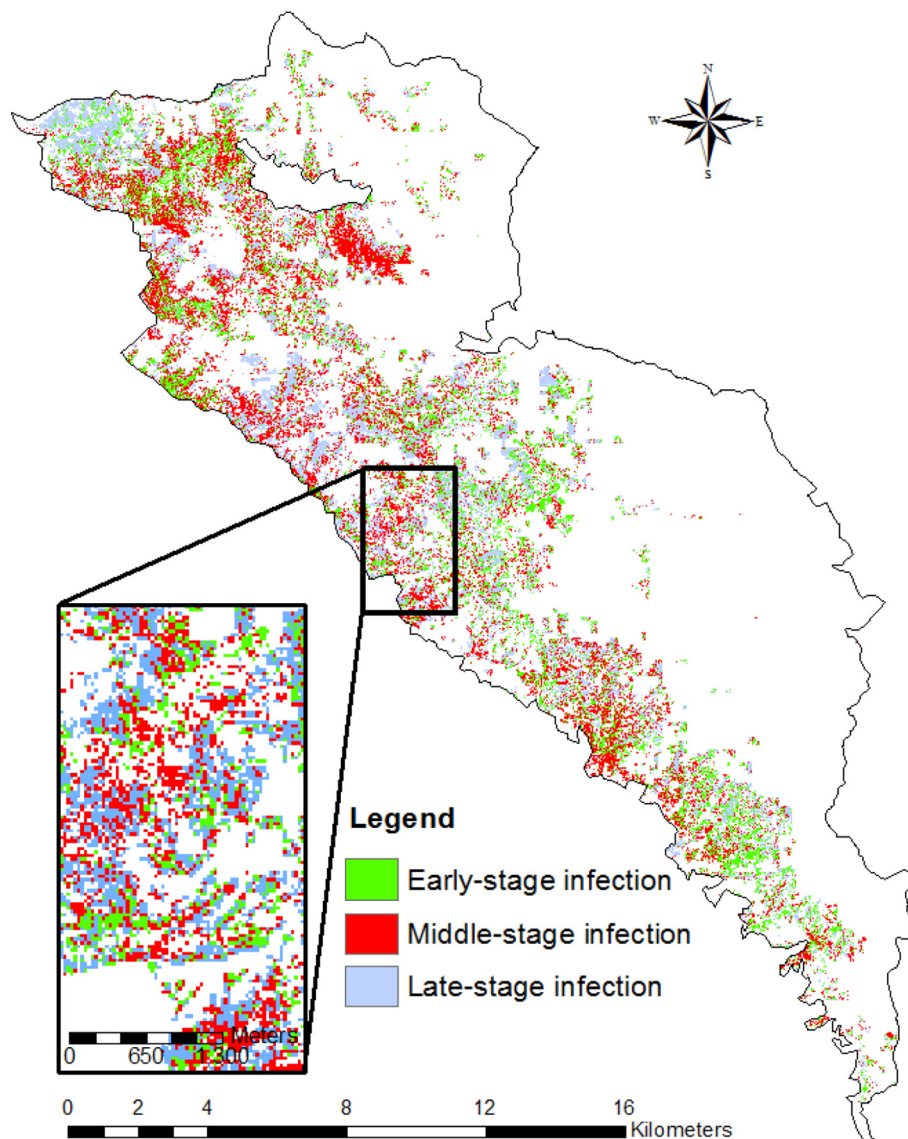 N
W E
S
Legend
Early-stage infection
Middle-stage infection
Late-stage infection
Meters
0 650 1.300
0 2 4 8 12 16
Kilometers